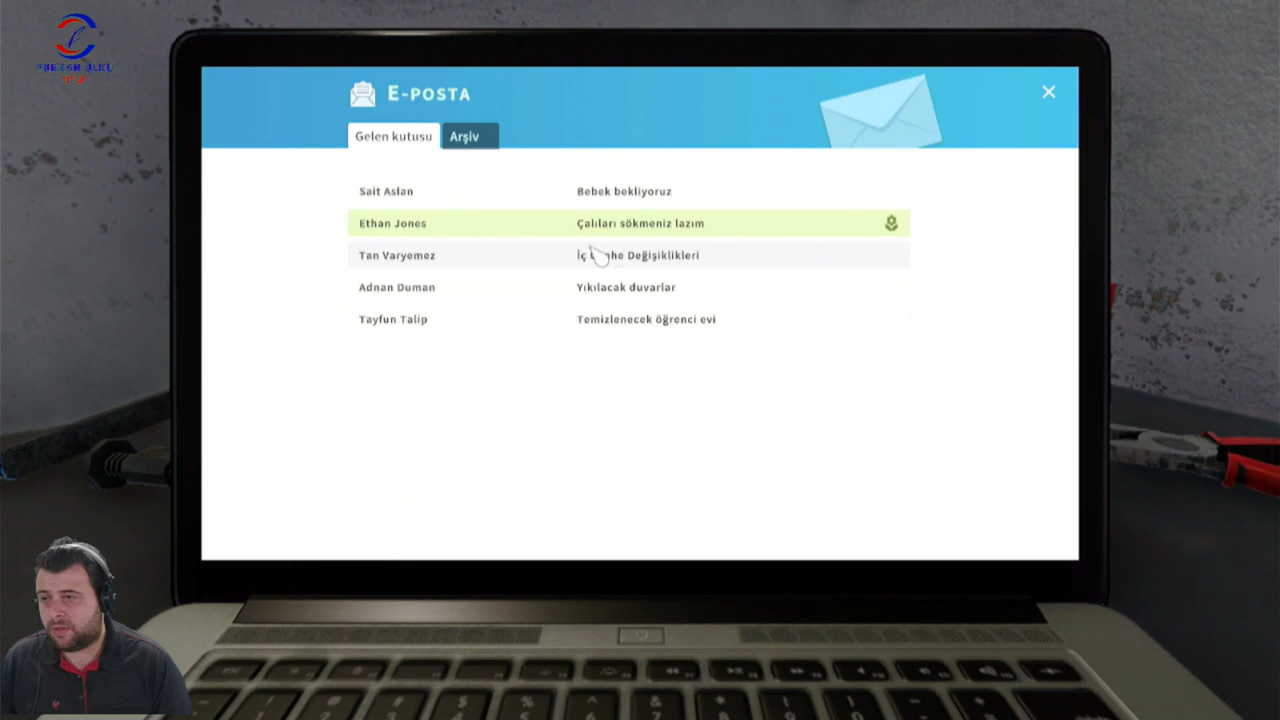 E-POSTA
Gelen kutusu
Arşiv
Sait Aslan Bebek bekliyoruz
Ethan Jones Çalıları sökmeniz lazım
Tan Varyemez İç Değişiklikleri
Adnan Duman Yıkılacak duvarlar
Tayfun Talip Temizlenecek öğrenci evi
TV